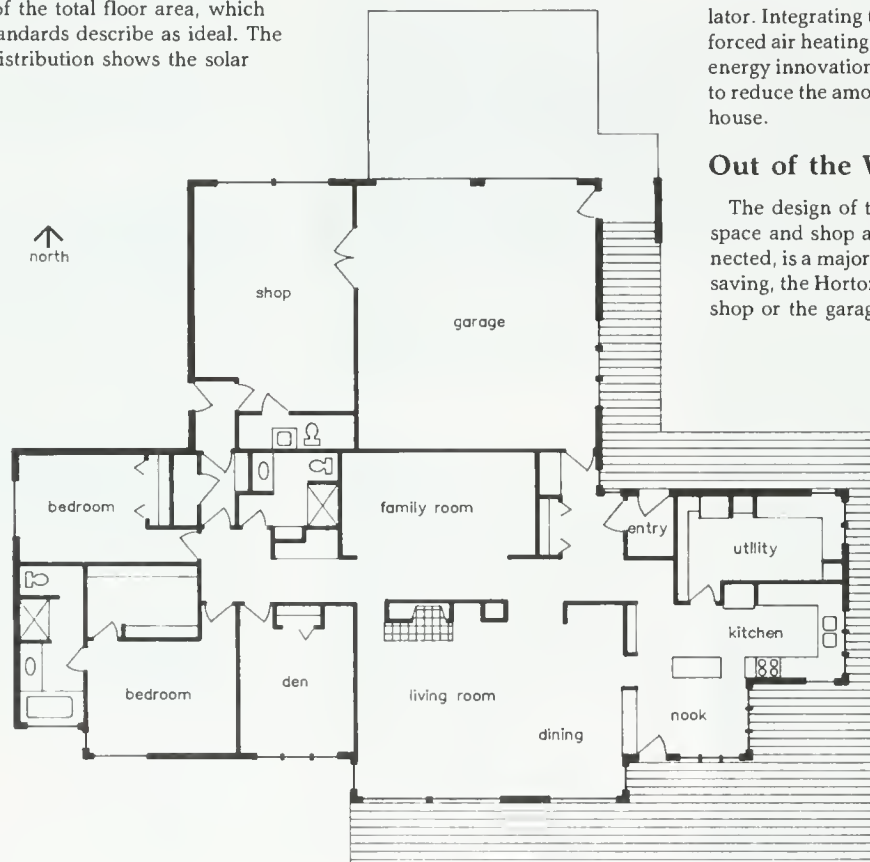 of the total floor area, which
andards describe as ideal. The
istribution shows the solar
lator. Integrating
forced air heating
energy innovation
to reduce the amo
house.
Out of the
The design of t
space and shop a
nected, is a major
saving, the Horto
shop or the garag
north
shop
garage
bedroom
family room
entry
utility
kitchen
bedroom
den
living room
nook
dining